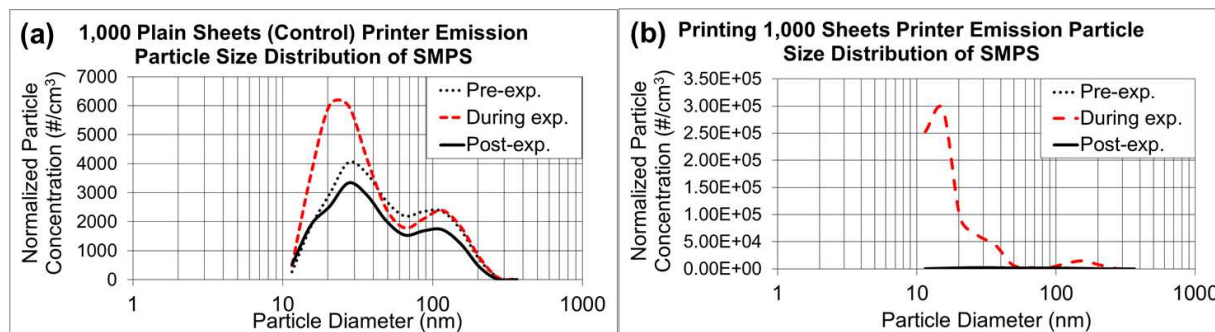 (a) 1,000 Plain Sheets (Control) Printer Emission
Particle Size Distribution of SMPS
Normalized Particle
Concentration (#/cm³)
7000
6000
5000
4000
3000
2000
1000
0
Pre-exp.
During exp.
Post-exp.
1 10 100 1000
Particle Diameter (nm)
(b) Printing 1,000 Sheets Printer Emission Particle
Size Distribution of SMPS
Normalized Particle
Concentration (#/cm³)
3.50E+05
3.00E+05
2.50E+05
2.00E+05
1.50E+05
1.00E+05
5.00E+04
0.00E+00
Pre-exp.
During exp.
Post-exp.
1 10 100 1000
Particle Diameter (nm)